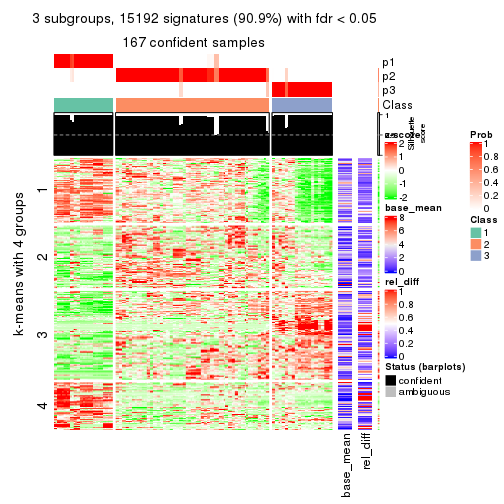 3 subgroups, 15192 signatures (90.9%) with fdr < 0.05
167 confident samples
p1
p2
p3
Class
1
Silhouette
score
z-score
2
1
0
-1
-2
base_mean
8
6
4
2
0
rel_diff
1
0.8
0.6
0.4
0.2
0
Status (barplots)
confident
ambiguous
Prob
1
0.8
0.6
0.4
0.2
0
Class
1
2
3
k-means with 4 groups
1
2
3
4
base_mean
rel_diff